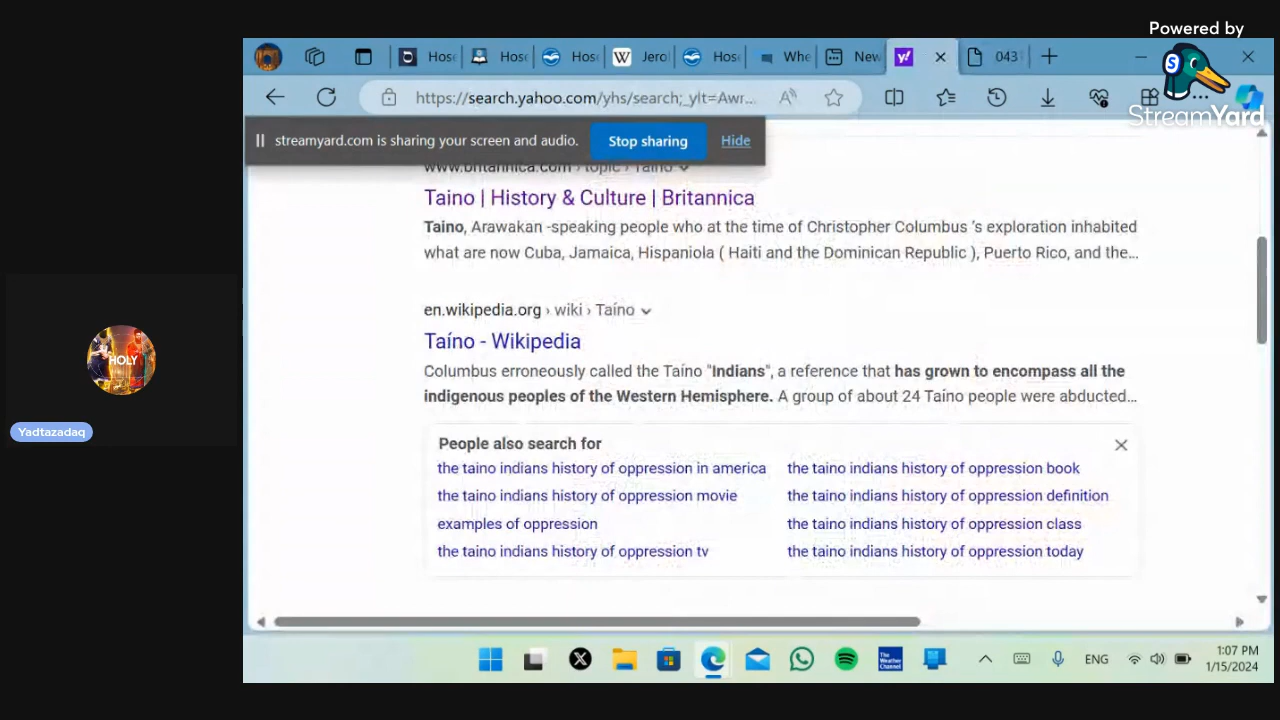 Powered by
StreamYard
Hos
Hos
Hos
W
Jero
Hos
Whe
New
y!
043
https://search.yahoo.com/yhs/search;_ylt=Awr...
streamyard.com is sharing your screen and audio.
Stop sharing
Hide
www.britannica.com › topic › Taino
Taino | History & Culture | Britannica
Taino, Arawakan -speaking people who at the time of Christopher Columbus 's exploration inhabited
what are now Cuba, Jamaica, Hispaniola ( Haiti and the Dominican Republic ), Puerto Rico, and the...
en.wikipedia.org › wiki › Taíno
Taíno - Wikipedia
Columbus erroneously called the Taíno "Indians", a reference that has grown to encompass all the
indigenous peoples of the Western Hemisphere. A group of about 24 Taíno people were abducted...
People also search for
the taino indians history of oppression in america
the taino indians history of oppression book
the taino indians history of oppression movie
the taino indians history of oppression definition
examples of oppression
the taino indians history of oppression class
the taino indians history of oppression tv
the taino indians history of oppression today
HOLY
Yadtazadaq
The Weather Channel
ENG
1:07 PM
1/15/2024